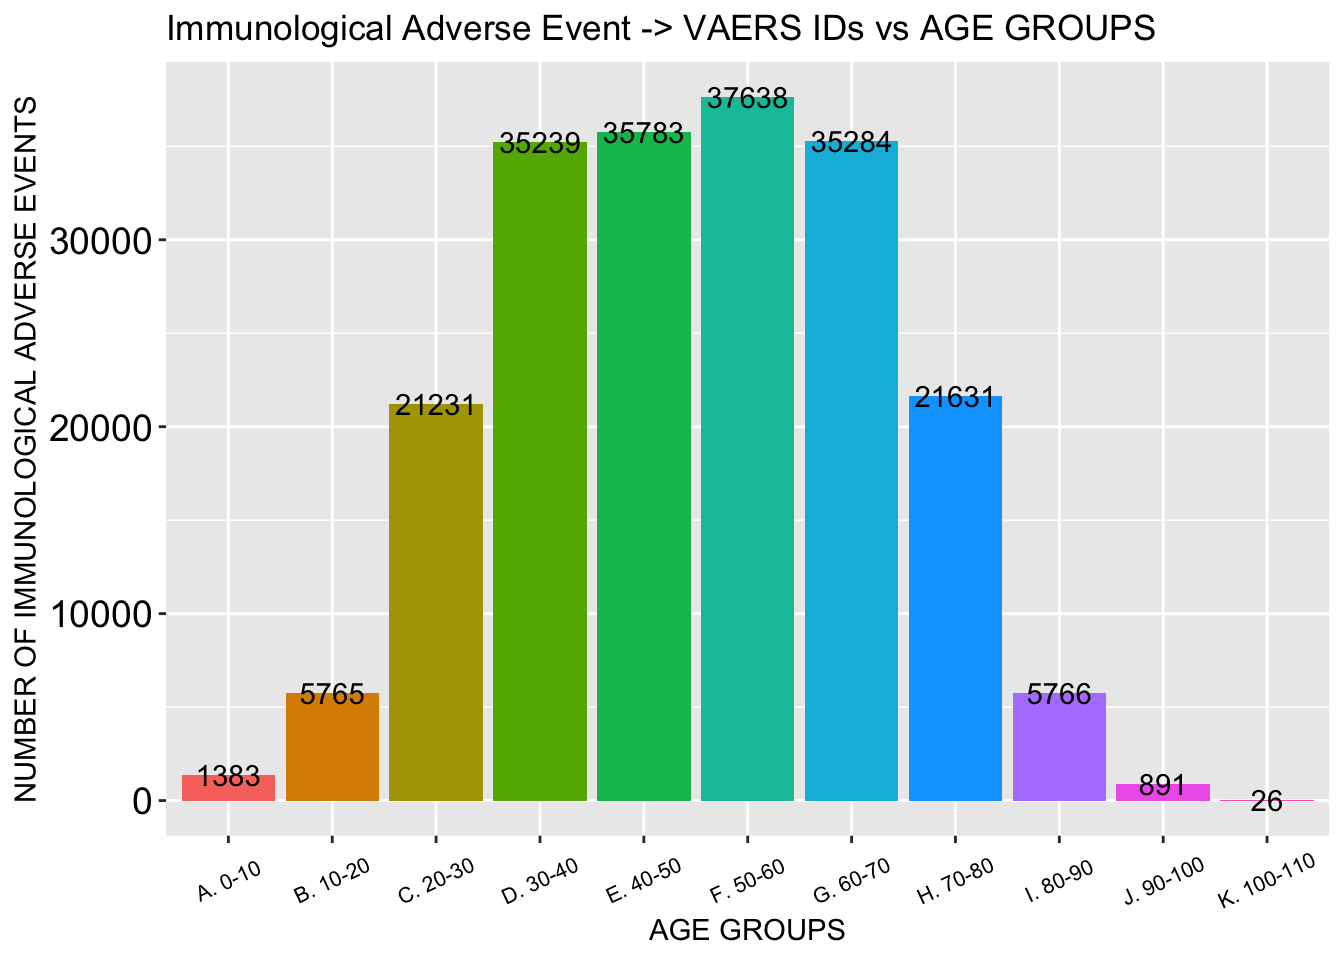 Immunological Adverse Event -> VAERS IDs vs AGE GROUPS
NUMBER OF IMMUNOLOGICAL ADVERSE EVENTS
30000
20000
10000
0
1383
5765
21231
35239
35783
37638
35284
21631
5766
891
26
A. 0-10
B. 10-20
C. 20-30
D. 30-40
E. 40-50
F. 50-60
G. 60-70
H. 70-80
I. 80-90
J. 90-100
K. 100-110
AGE GROUPS